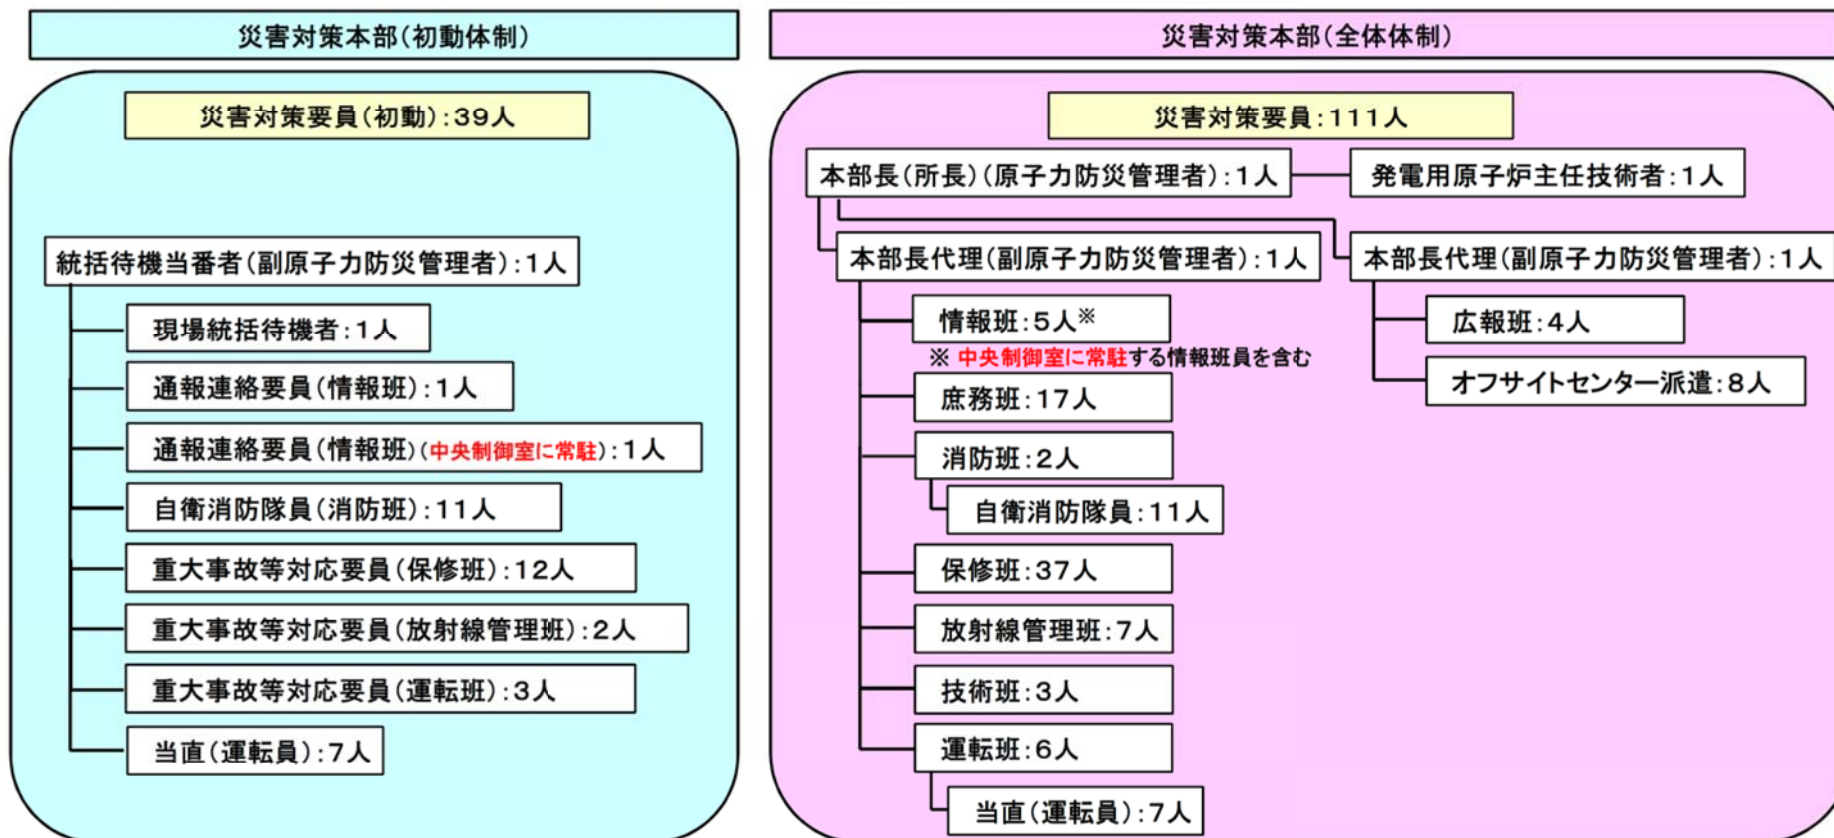 災害対策本部(初動体制)
災害対策要員(初動):39人
統括待機当番者(副原子力防災管理者):1人
現場統括待機者:1人
通報連絡要員(情報班):1人
通報連絡要員(情報班)(中央制御室に常駐):1人
自衛消防隊員(消防班):11人
重大事故等対応要員(保修班):12人
重大事故等対応要員(放射線管理班):2人
重大事故等対応要員(運転班):3人
当直(運転員):7人
災害対策本部(全体体制)
災害対策要員:111人
本部長(所長)(原子力防災管理者):1人
発電用原子炉主任技術者:1人
本部長代理(副原子力防災管理者):1人
情報班:5人※
※ 中央制御室に常駐する情報班員を含む
庶務班:17人
消防班:2人
自衛消防隊員:11人
保修班:37人
放射線管理班:7人
技術班:3人
運転班:6人
当直(運転員):7人
本部長代理(副原子力防災管理者):1人
広報班:4人
オフサイトセンター派遣:8人